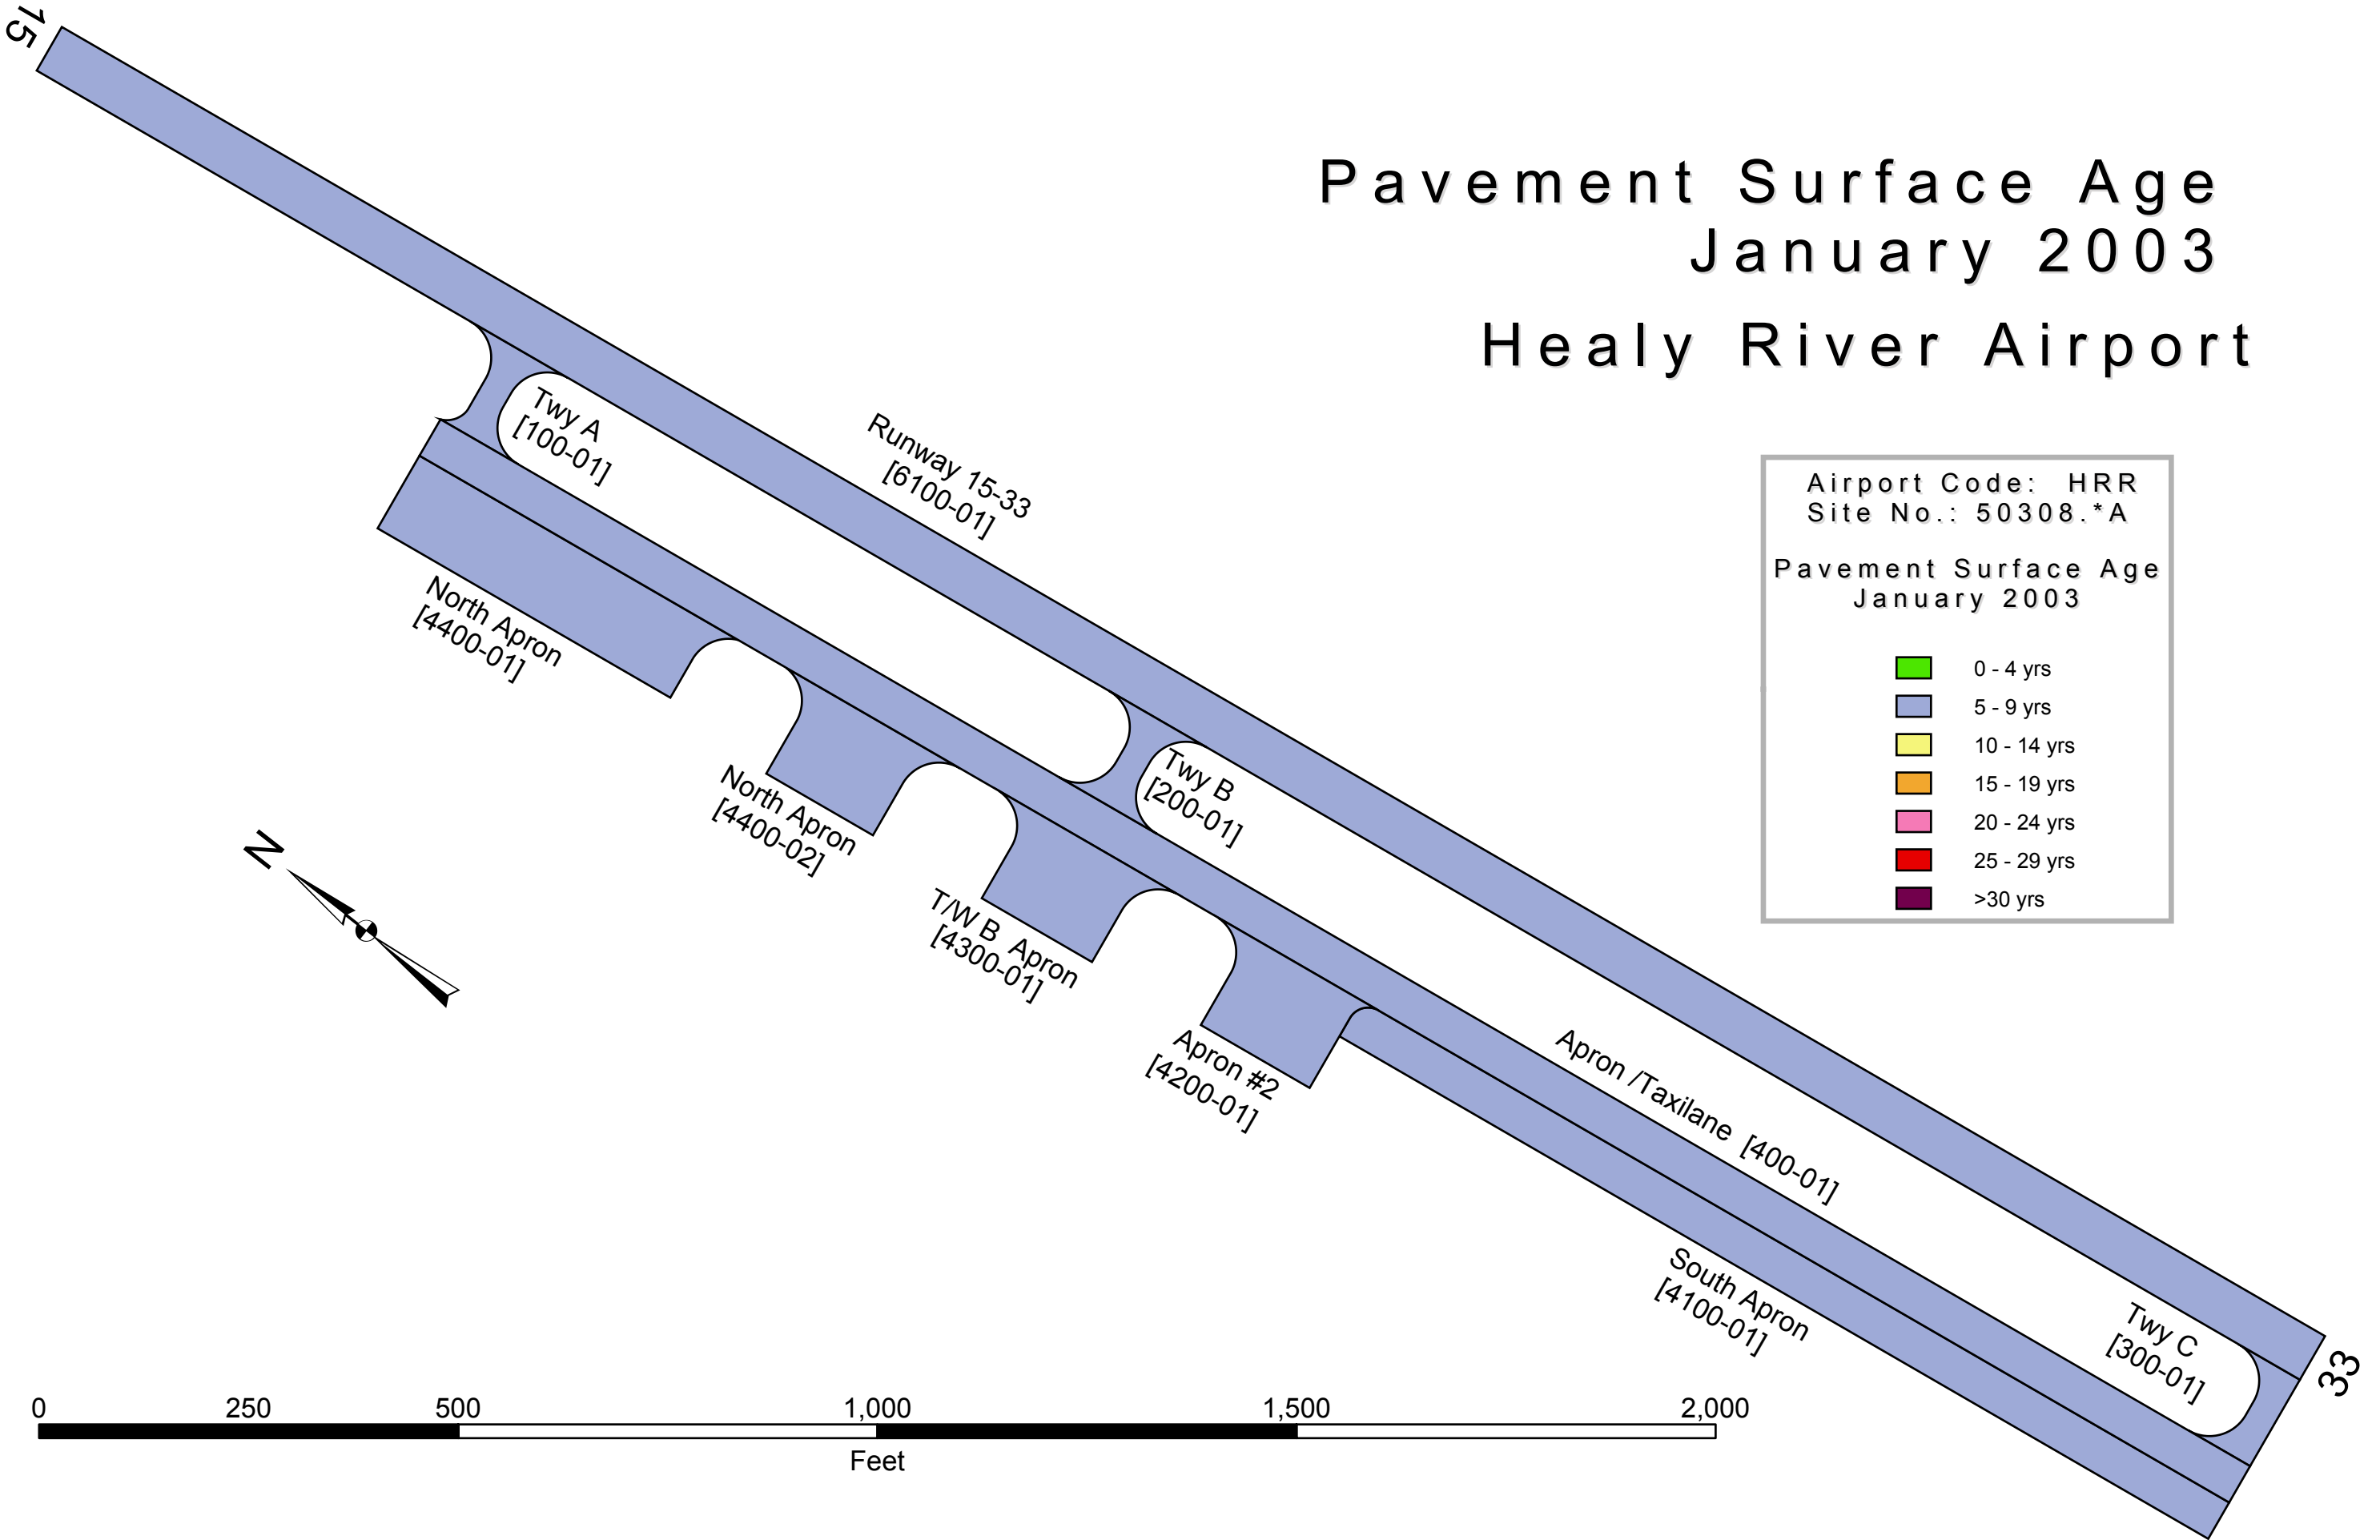 15
Pavement Surface Age
January 2003
Healy River Airport
Twy A
[100-01]
Runway 15-33
[6100-01]
Airport Code: HRR
Site No.: 50308.*A
Pavement Surface Age
January 2003
0 - 4 yrs
5 - 9 yrs
10 - 14 yrs
15 - 19 yrs
20 - 24 yrs
25 - 29 yrs
>30 yrs
North Apron
[4400-01]
Twy B
[200-01]
North Apron
[4400-02]
N
T/W B Apron
[4300-01]
Apron #2
[4200-01]
Apron /Taxilane [400-01]
South Apron
[4100-01]
Twy C
[300-01]
33
0 250 500 1,000 1,500 2,000
Feet